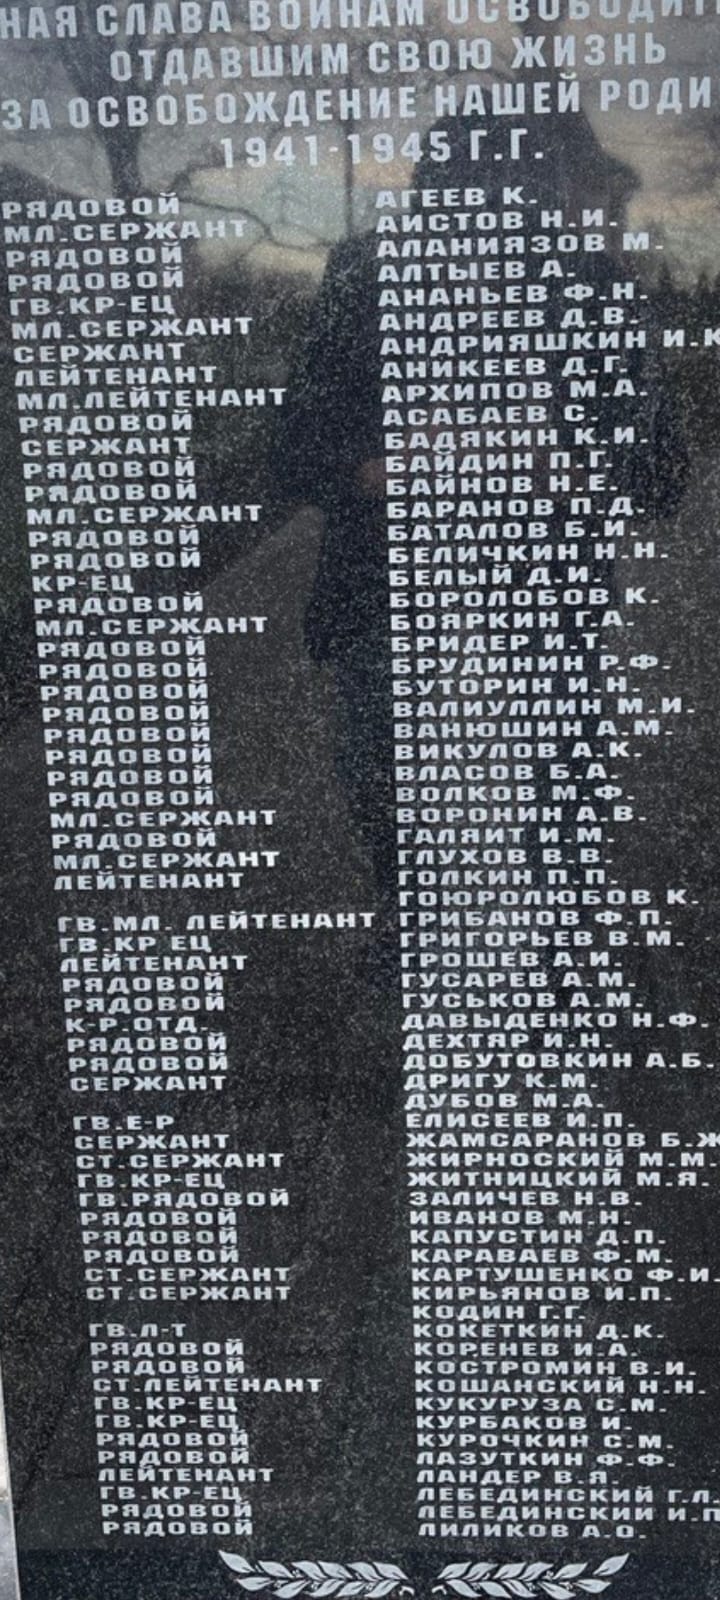 НАЯ СЛАВА ВОИНАМ ОСВОБОДИТ
ОТДАВШИМ СВОЮ ЖИЗНЬ
ЗА ОСВОБОЖДЕНИЕ НАШЕЙ РОДИ
1941-1945 Г.Г.
РЯДОВОЙ АГЕЕВ К.
МЛ.СЕРЖАНТ АИСТОВ Н.И.
РЯДОВОЙ АЛАНИЯЗОВ М.
РЯДОВОЙ АЛТЫЕВ А.
ГВ.КР-ЕЦ АНАНЬЕВ Ф.Н.
МЛ.СЕРЖАНТ АНДРЕЕВ Д.В.
СЕРЖАНТ АНДРИЯШКИН И.К
ЛЕЙТЕНАНТ АНИКЕЕВ Д.Г.
МЛ.ЛЕЙТЕНАНТ АРХИПОВ М.А.
РЯДОВОЙ АСАБАЕВ С.
СЕРЖАНТ БАДЯКИН К.И.
РЯДОВОЙ БАЙДИН П.Г.
РЯДОВОЙ БАЙНОВ Н.Е.
МЛ.СЕРЖАНТ БАРАНОВ П.Д.
РЯДОВОЙ БАТАЛОВ Б.И.
РЯДОВОЙ БЕЛИЧКИН Н.Н.
КР-ЕЦ БЕЛЫЙ Д.И.
РЯДОВОЙ БОРОЛОБОВ К.
МЛ.СЕРЖАНТ БОЯРКИН Г.А.
РЯДОВОЙ БРИДЕР И.Т.
РЯДОВОЙ БРУДИНИН Р.Ф.
РЯДОВОЙ БУТОРИН И.Н.
РЯДОВОЙ ВАЛИУЛЛИН М.И.
РЯДОВОЙ ВАНЮШИН А.М.
РЯДОВОЙ ВИКУЛОВ А.К.
РЯДОВОЙ ВЛАСОВ Б.А.
РЯДОВОЙ ВОЛКОВ М.Ф.
МЛ.СЕРЖАНТ ВОРОНИН А.В.
РЯДОВОЙ ГАЛЯИТ И.М.
МЛ.СЕРЖАНТ ГЛУХОВ В.В.
ЛЕЙТЕНАНТ ГОЛКИН П.П.
ГОЮРОЛЮБОВ К.
ГВ.МЛ. ЛЕЙТЕНАНТ ГРИБАНОВ Ф.П.
ГВ.КР ЕЦ ГРИГОРЬЕВ В.М.
ЛЕЙТЕНАНТ ГРОШЕВ А.И.
РЯДОВОЙ ГУСАРЕВ А.М.
РЯДОВОЙ ГУСЬКОВ А.М.
К-Р.ОТД. ДАВЫДЕНКО Н.Ф.
РЯДОВОЙ ДЕХТЯР И.Н.
РЯДОВОЙ ДОБУТОВКИН А.Б.
СЕРЖАНТ ДРИГУ К.М.
ДУБОВ М.А.
ГВ.Е-Р ЕЛИСЕЕВ И.П.
СЕРЖАНТ ЖАМСАРАНОВ Б.Ж
СТ.СЕРЖАНТ ЖИРНОСКИЙ М.М.
ГВ.КР-ЕЦ ЖИТНИЦКИЙ М.Я.
ГВ.РЯДОВОЙ ЗАЛИЧЕВ Н.В.
РЯДОВОЙ ИВАНОВ М.Н.
РЯДОВОЙ КАПУСТИН Д.П.
РЯДОВОЙ КАРАВАЕВ Ф.М.
СТ.СЕРЖАНТ КАРТУШЕНКО Ф.И.
СТ.СЕРЖАНТ КИРЬЯНОВ И.П.
КОДИН Г.Г.
ГВ.Л-Т КОКЕТКИН Д.К.
РЯДОВОЙ КОРЕНЕВ И.А.
РЯДОВОЙ КОСТРОМИН В.И.
СТ.ЛЕЙТЕНАНТ КОШАНСКИЙ Н.Н.
ГВ.КР-ЕЦ КУКУРУЗА С.М.
ГВ.КР-ЕЦ КУРБАКОВ И.
РЯДОВОЙ КУРОЧКИН С.М.
РЯДОВОЙ ЛАЗУТКИН Ф.Ф.
ЛЕЙТЕНАНТ ЛАНДЕР В.Я.
ГВ.КР-ЕЦ ЛЕБЕДИНСКИЙ Г.Л.
РЯДОВОЙ ЛЕБЕДИНСКИЙ И.П
РЯДОВОЙ ЛИЛИКОВ А.О.